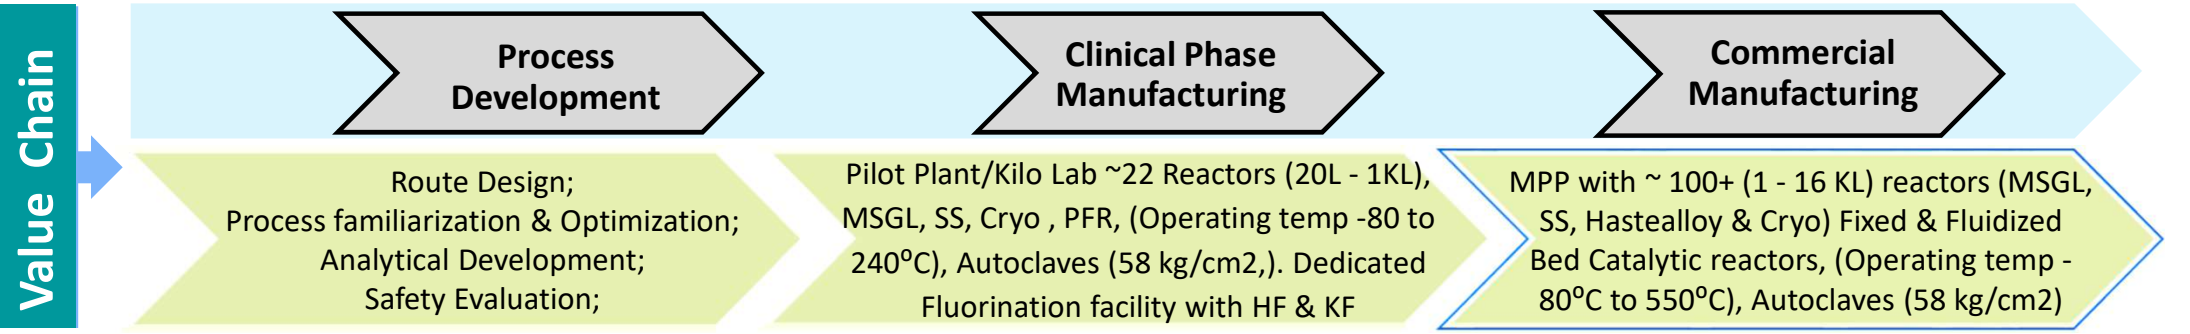 Value Chain
Process
Development
Clinical Phase
Manufacturing
Commercial
Manufacturing
Route Design;
Process familiarization & Optimization;
Analytical Development;
Safety Evaluation;
Pilot Plant/Kilo Lab ~22 Reactors (20L - 1KL),
MSGL, SS, Cryo , PFR, (Operating temp -80 to
240⁰C), Autoclaves (58 kg/cm2,). Dedicated
Fluorination facility with HF & KF
MPP with ~ 100+ (1 - 16 KL) reactors (MSGL,
SS, Hastealloy & Cryo) Fixed & Fluidized
Bed Catalytic reactors, (Operating temp -
80⁰C to 550⁰C), Autoclaves (58 kg/cm2)